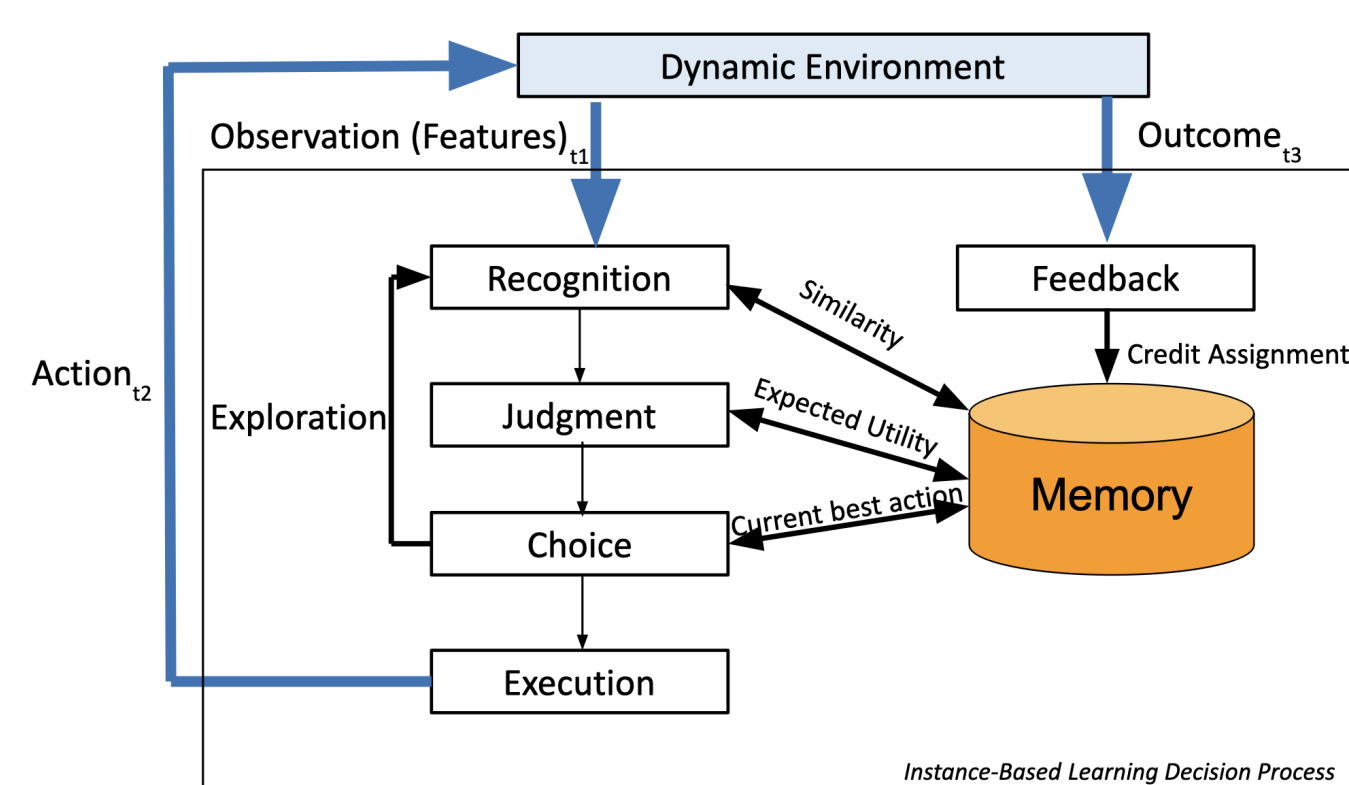 Dynamic Environment
Observation (Features)t1
Outcomet3
Recognition
Feedback
Similarity
Credit Assignment
Actiont2
Exploration
Judgment
Expected Utility
Memory
Current best action
Choice
Execution
Instance-Based Learning Decision Process